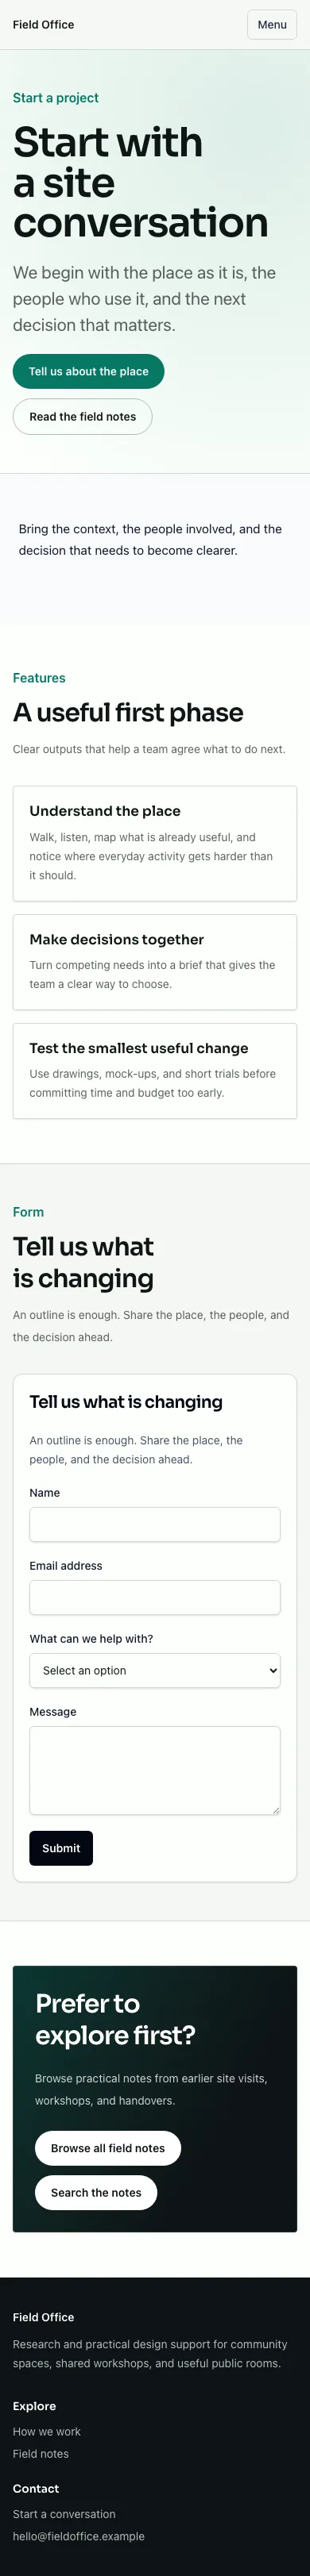 Field Office
Menu
Start a project
Start with
a site
conversation
We begin with the place as it is, the
people who use it, and the next
decision that matters.
Tell us about the place
Read the field notes
Bring the context, the people involved, and the
decision that needs to become clearer.
Features
A useful first phase
Clear outputs that help a team agree what to do next.
Understand the place
Walk, listen, map what is already useful, and
notice where everyday activity gets harder than
it should.
Make decisions together
Turn competing needs into a brief that gives the
team a clear way to choose.
Test the smallest useful change
Use drawings, mock-ups, and short trials before
committing time and budget too early.
Form
Tell us what
is changing
An outline is enough. Share the place, the people, and
the decision ahead.
Tell us what is changing
An outline is enough. Share the place, the
people, and the decision ahead.
Name
Email address
What can we help with?
Select an option
Message
Submit
Prefer to
explore first?
Browse practical notes from earlier site visits,
workshops, and handovers.
Browse all field notes
Search the notes
Field Office
Research and practical design support for community
spaces, shared workshops, and useful public rooms.
Explore
How we work
Field notes
Contact
Start a conversation
hello@fieldoffice.example